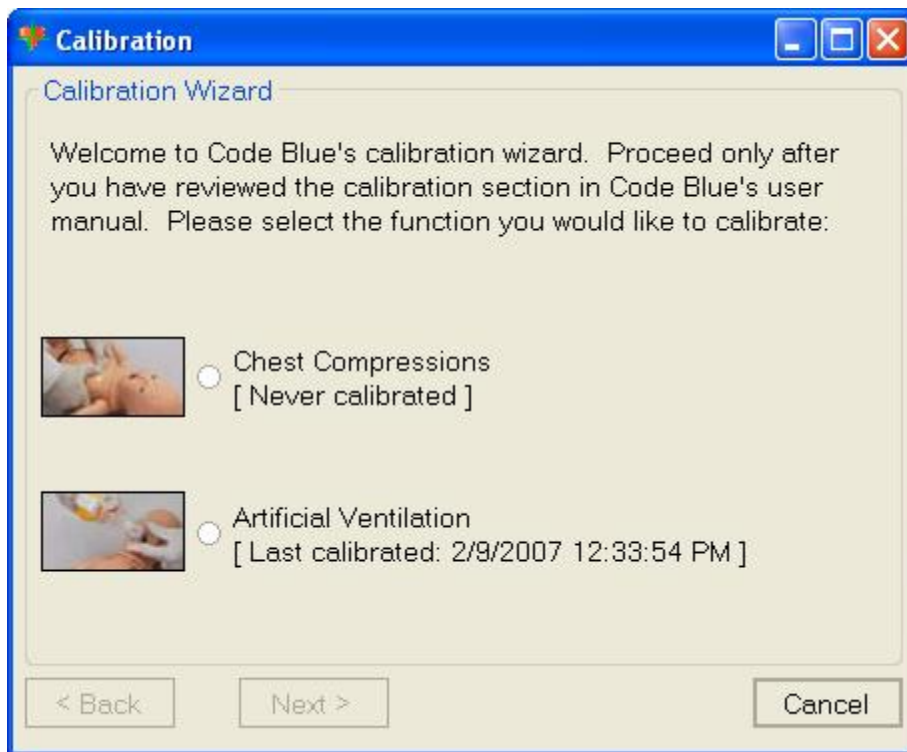 Calibration
Calibration Wizard
Welcome to Code Blue's calibration wizard.  Proceed only after
you have reviewed the calibration section in Code Blue's user
manual.  Please select the function you would like to calibrate:
Chest Compressions
[ Never calibrated ]
Artificial Ventilation
[ Last calibrated: 2/9/2007 12:33:54 PM ]
< Back Next > Cancel